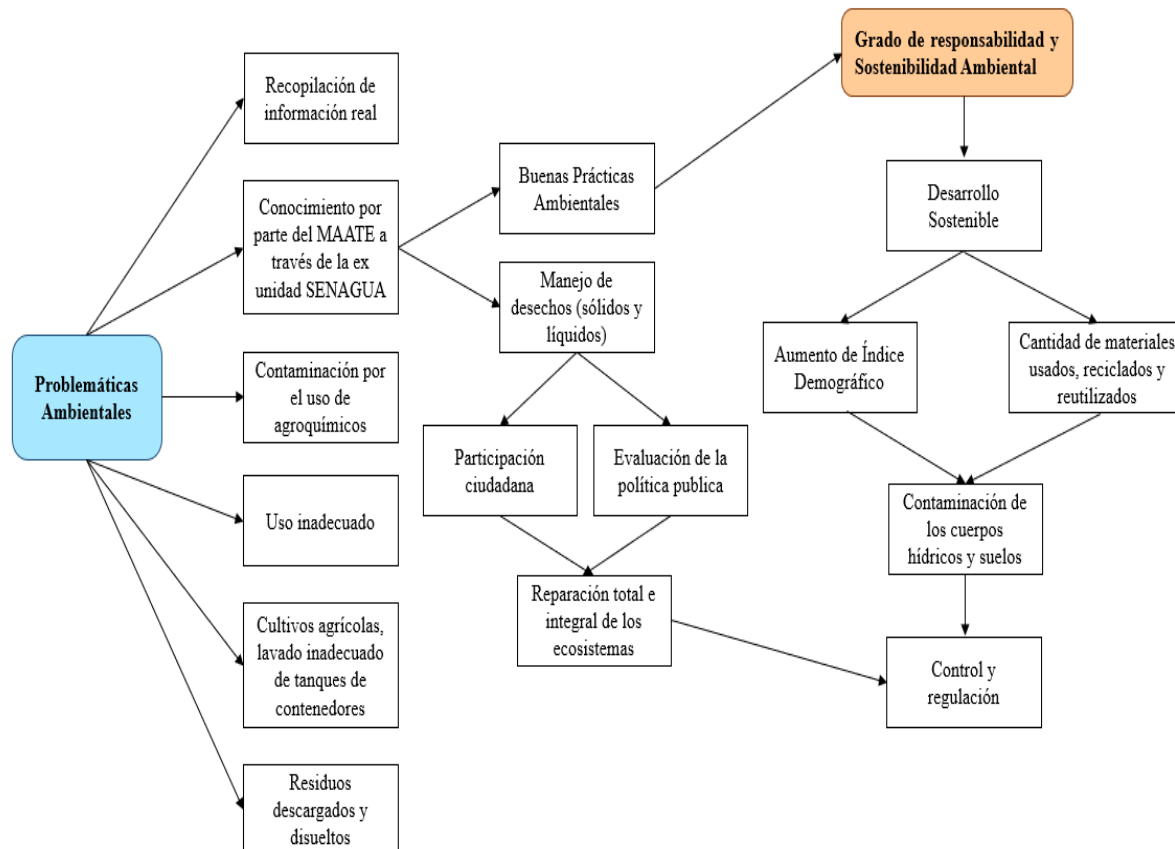 Grado de responsabilidad y
Sostenibilidad Ambiental
Recopilación de
información real
Buenas Prácticas
Ambientales
Desarrollo
Sostenible
Conocimiento por
parte del MAATE a
través de la ex
unidad SENAGUA
Manejo de
desechos (sólidos y
líquidos)
Problemáticas
Ambientales
Contaminación por
el uso de
agroquímicos
Aumento de Índice
Demográfico
Cantidad de materiales
usados, reciclados y
reutilizados
Participación
ciudadana
Evaluación de la
política publica
Uso inadecuado
Contaminación de
los cuerpos
hídricos y suelos
Reparación total e
integral de los
ecosistemas
Cultivos agrícolas,
lavado inadecuado
de tanques de
contenedores
Control y
regulación
Residuos
descargados y
disueltos